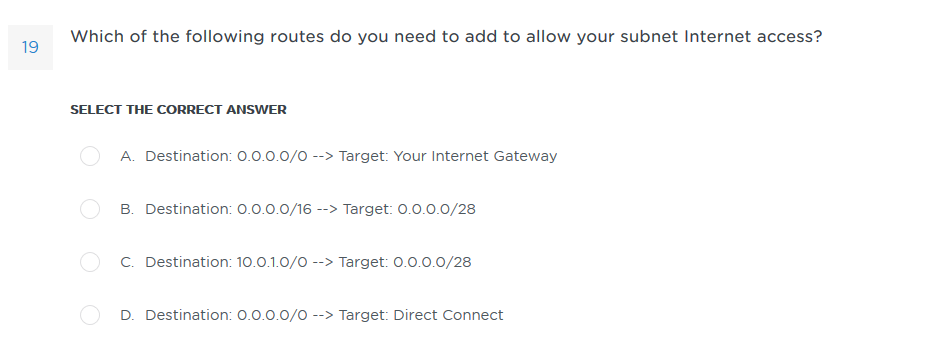 19
Which of the following routes do you need to add to allow your subnet Internet access?
SELECT THE CORRECT ANSWER
A. Destination: 0.0.0.0/0 --> Target: Your Internet Gateway
B. Destination: 0.0.0.0/16 --> Target: 0.0.0.0/28
C. Destination: 10.0.1.0/0 --> Target: 0.0.0.0/28
D. Destination: 0.0.0.0/0 --> Target: Direct Connect